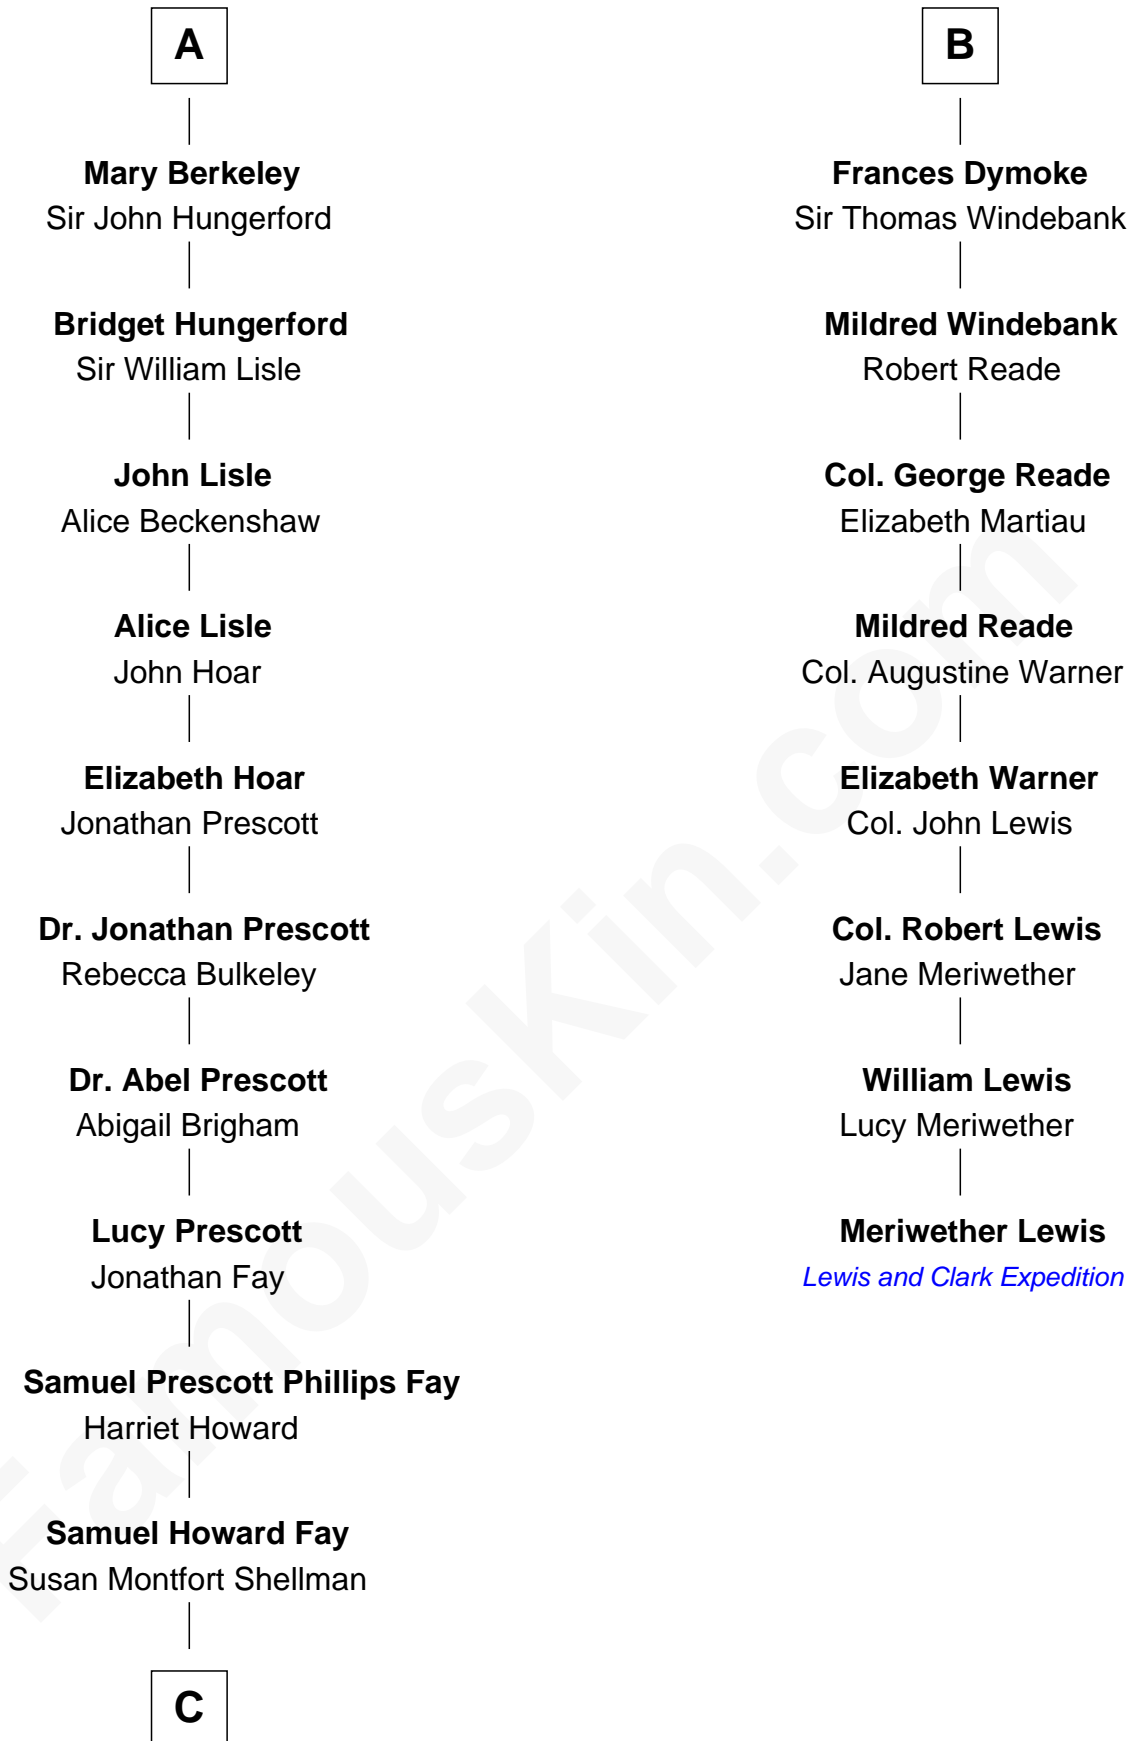 A
Mary Berkeley
Sir John Hungerford
Bridget Hungerford
Sir William Lisle
John Lisle
Alice Beckenshaw
Alice Lisle
John Hoar
Elizabeth Hoar
Jonathan Prescott
Dr. Jonathan Prescott
Rebecca Bulkeley
Dr. Abel Prescott
Abigail Brigham
Lucy Prescott
Jonathan Fay
Samuel Prescott Phillips Fay
Harriet Howard
Samuel Howard Fay
Susan Montfort Shellman
C
B
Frances Dymoke
Sir Thomas Windebank
Mildred Windebank
Robert Reade
Col. George Reade
Elizabeth Martiau
Mildred Reade
Col. Augustine Warner
Elizabeth Warner
Col. John Lewis
Col. Robert Lewis
Jane Meriwether
William Lewis
Lucy Meriwether
Meriwether Lewis
Lewis and Clark Expedition
FamousKin.com